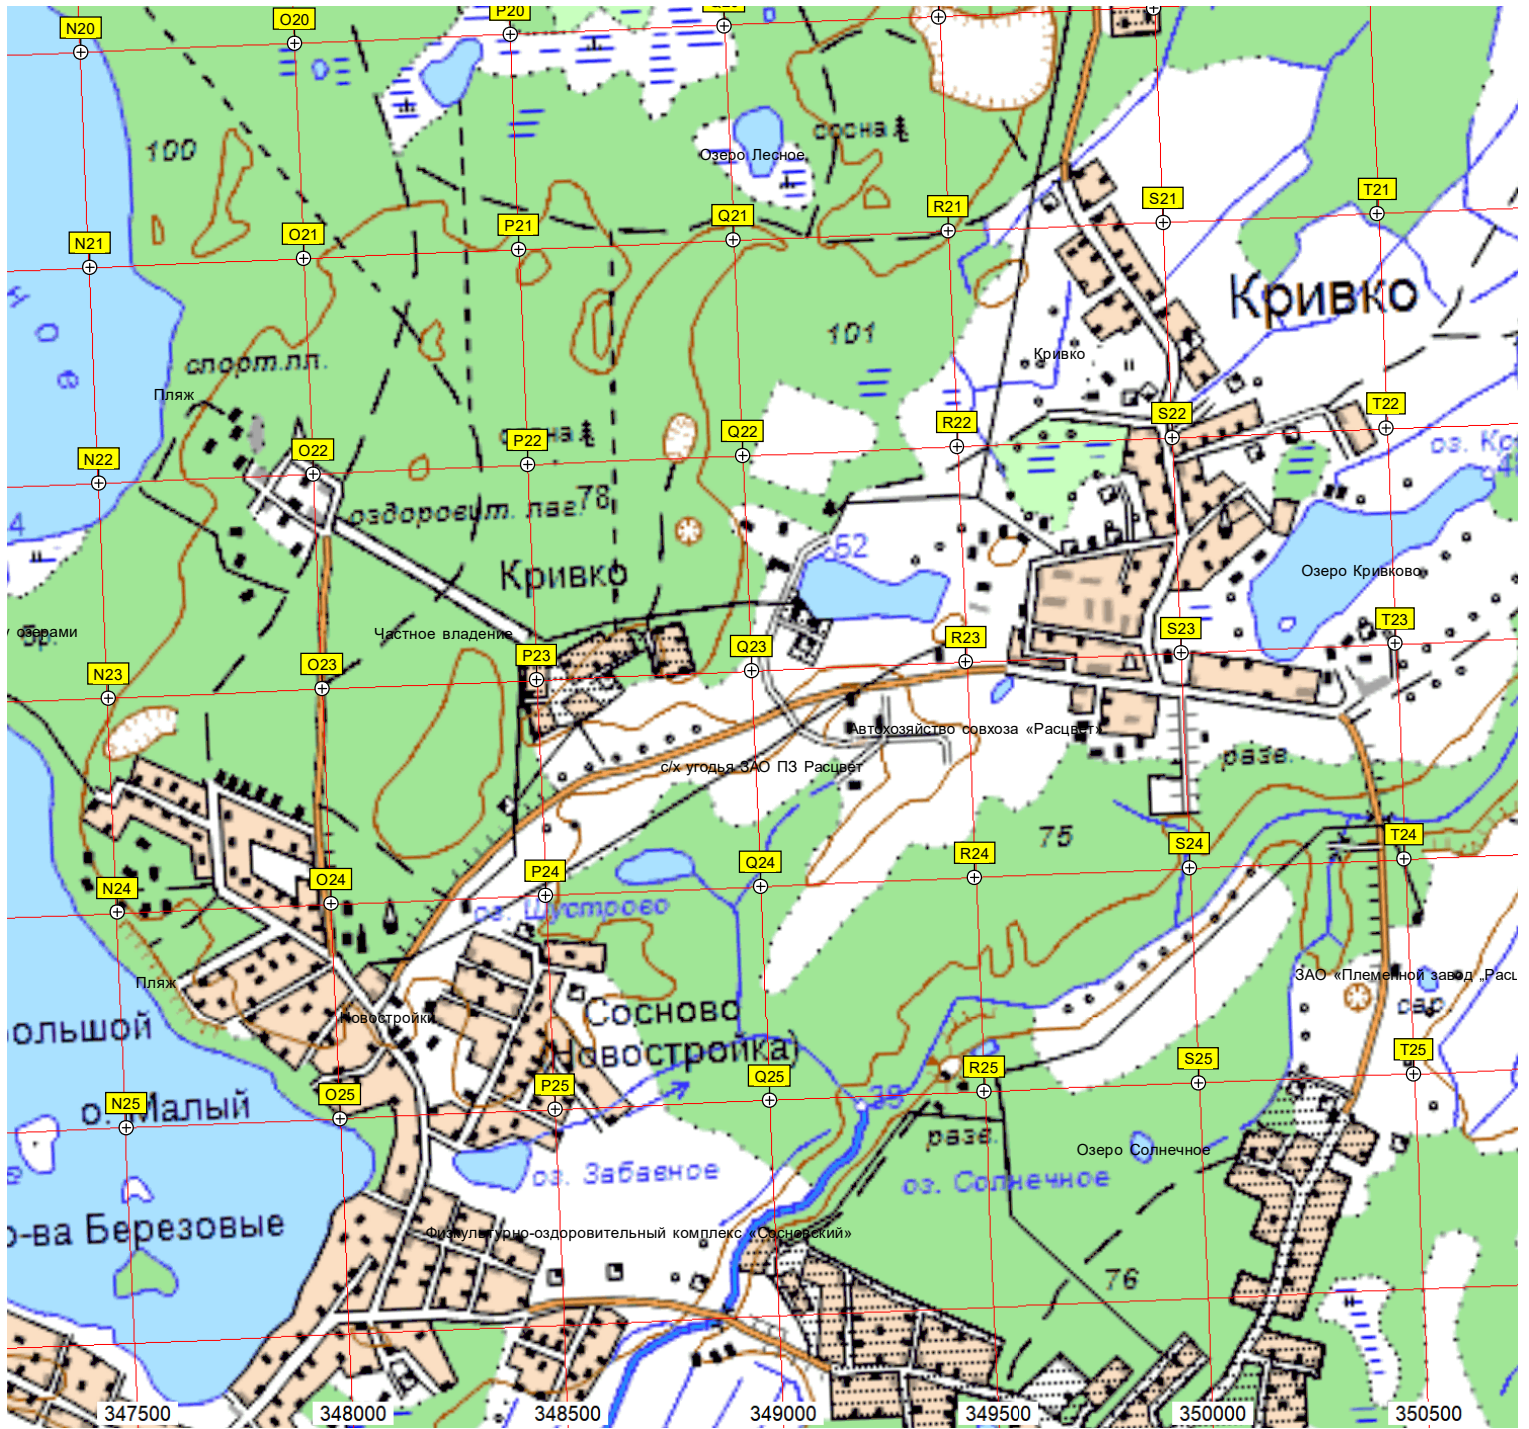 N20
O20
P20
100
сосна
Озеро Лесное
N21
O21
P21
Q21
R21
S21
T21
Кривко
ное
спорт.пл.
101
Кривко
Пляж
N22
O22
P22
Q22
R22
S22
T22
оздоровит. лаг.
78
52
Кривко
Озеро Кривково
у озерами
бр.
Частное владение
N23
O23
P23
Q23
R23
S23
T23
Автохозяйство совхоза «Расцвет»
с/х угодья ЗАО ПЗ Расцвет
разв.
75
N24
O24
P24
Q24
R24
S24
T24
оз. Шустрово
Пляж
ЗАО «Племенной завод „Расц
сар.
Новостройки
Сосново
Новостройка)
ольшой
N25
O25
P25
Q25
R25
S25
T25
о. Малый
39
разв.
Озеро Солнечное
оз. Забавное
оз. Солнечное
о-ва Березовые
Физкультурно-оздоровительный комплекс «Сосновский»
76
347500
348000
348500
349000
349500
350000
350500